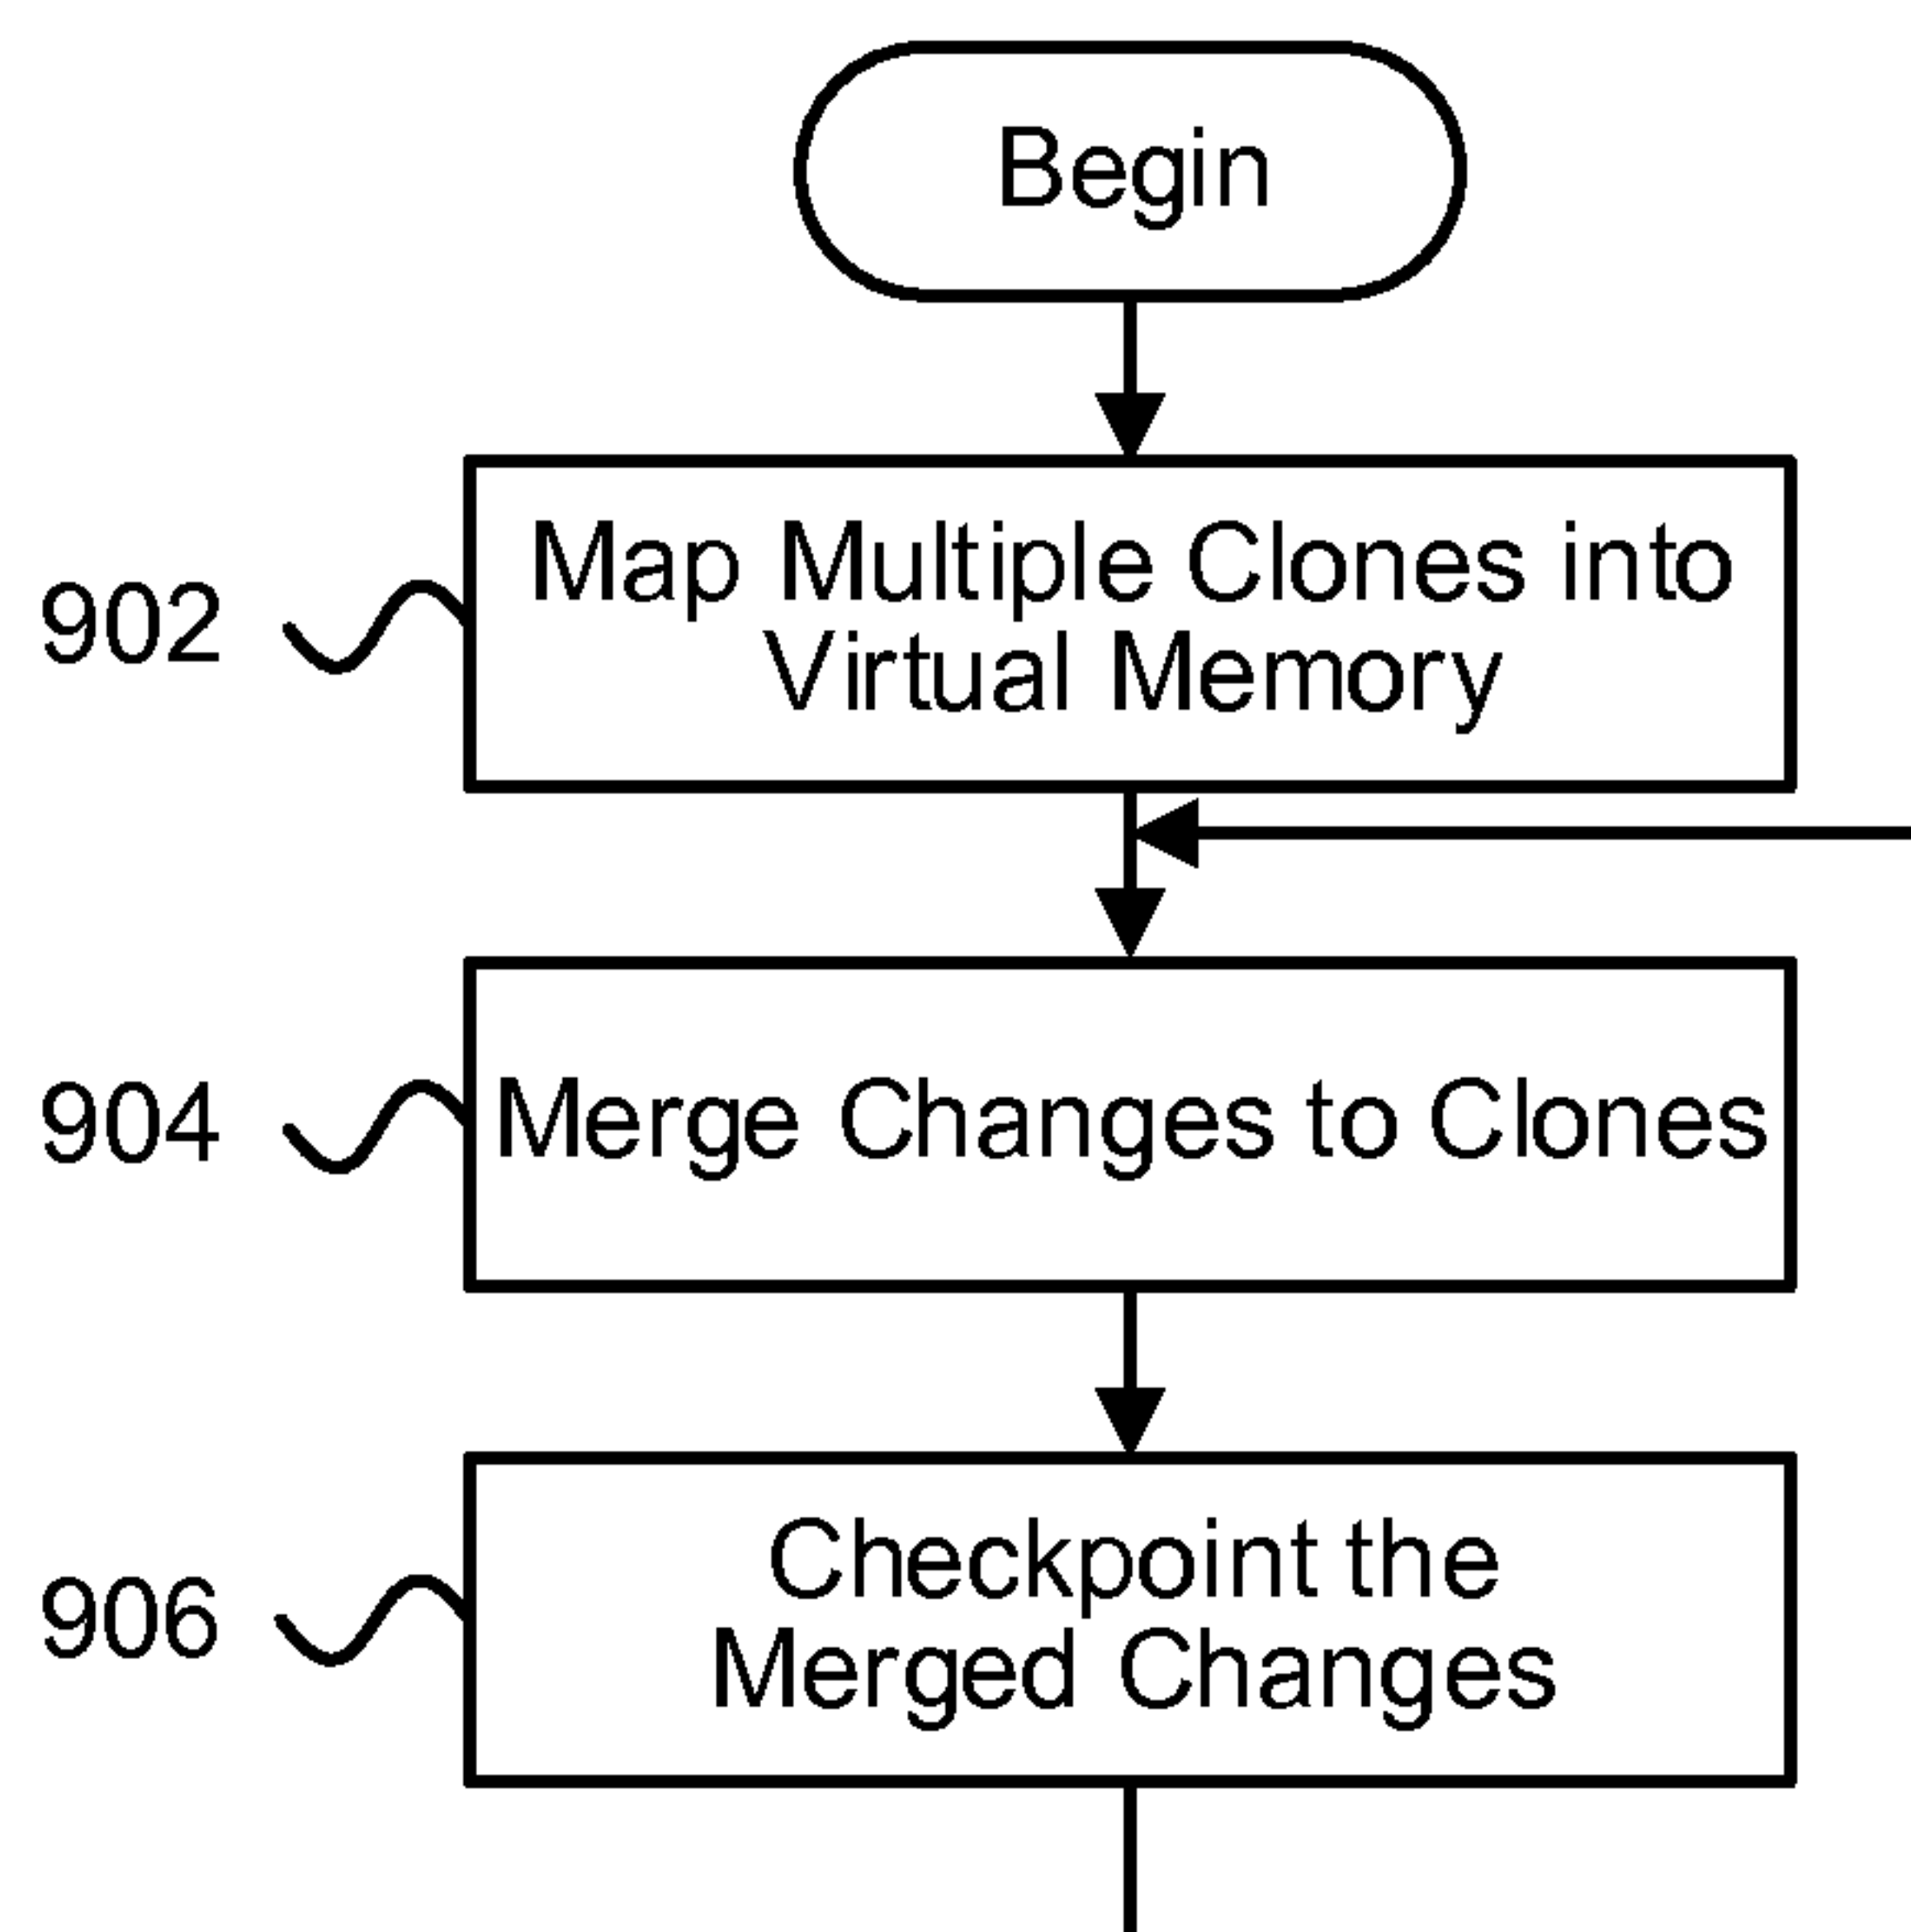 Begin
902
Map Multiple Clones into
Virtual Memory
904
Merge Changes to Clones
906
Checkpoint the
Merged Changes